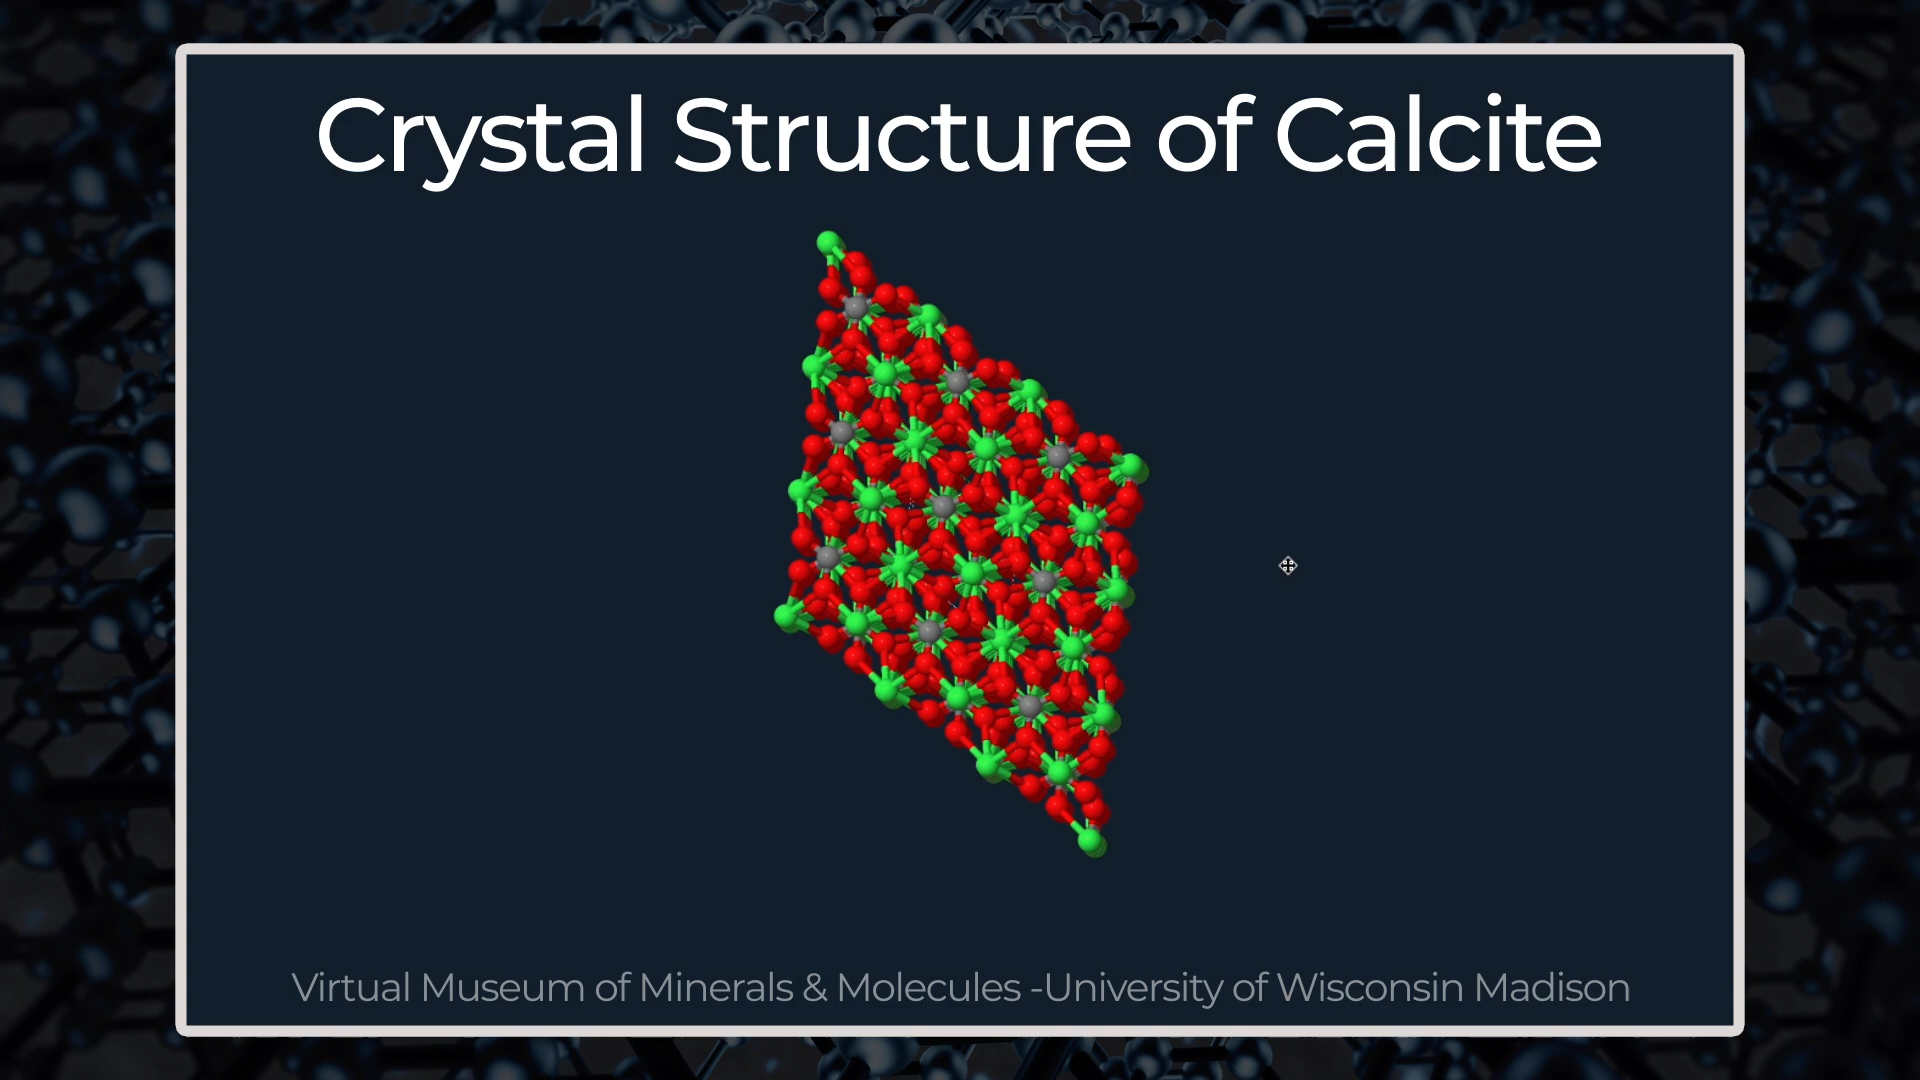 Crystal Structure of Calcite
Virtual Museum of Minerals & Molecules -University of Wisconsin Madison